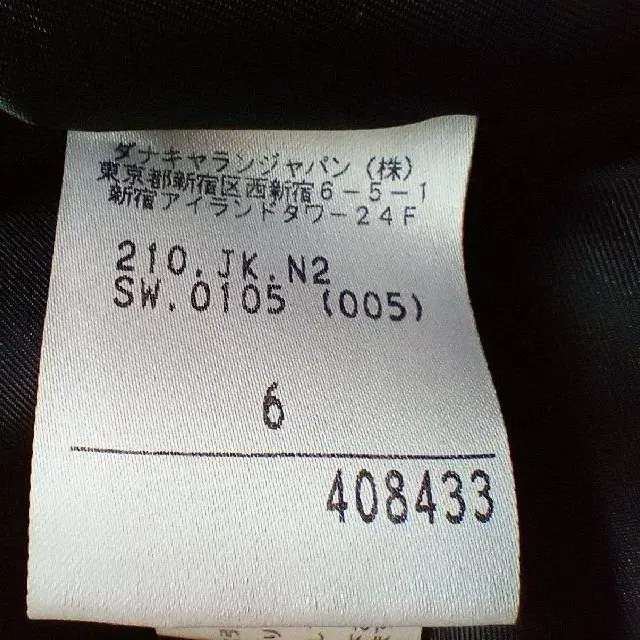 ダナキャランジャパン (株)
東京都新宿区西新宿6-5-1
新宿アイランドタワー24F
210.JK.N2
SW.0105 (005)
6
408433